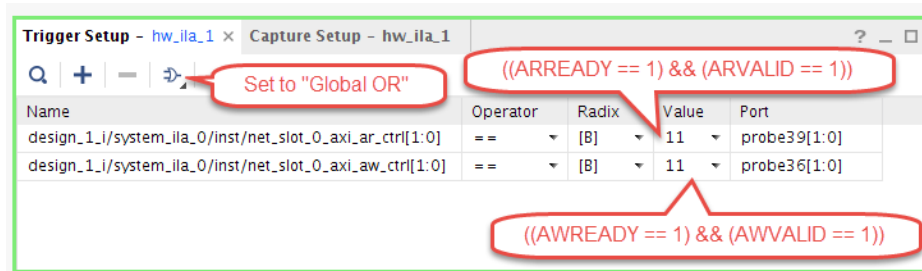 Trigger Setup - hw_ila_1 × Capture Setup - hw_ila_1 ? _
Set to "Global OR"
((ARREADY == 1) && (ARVALID == 1))
Name Operator Radix Value Port
design_1_i/system_ila_0/inst/net_slot_0_axi_ar_ctrl[1:0] == [B] 11 probe39[1:0]
design_1_i/system_ila_0/inst/net_slot_0_axi_aw_ctrl[1:0] == [B] 11 probe36[1:0]
((AWREADY == 1) && (AWVALID == 1))